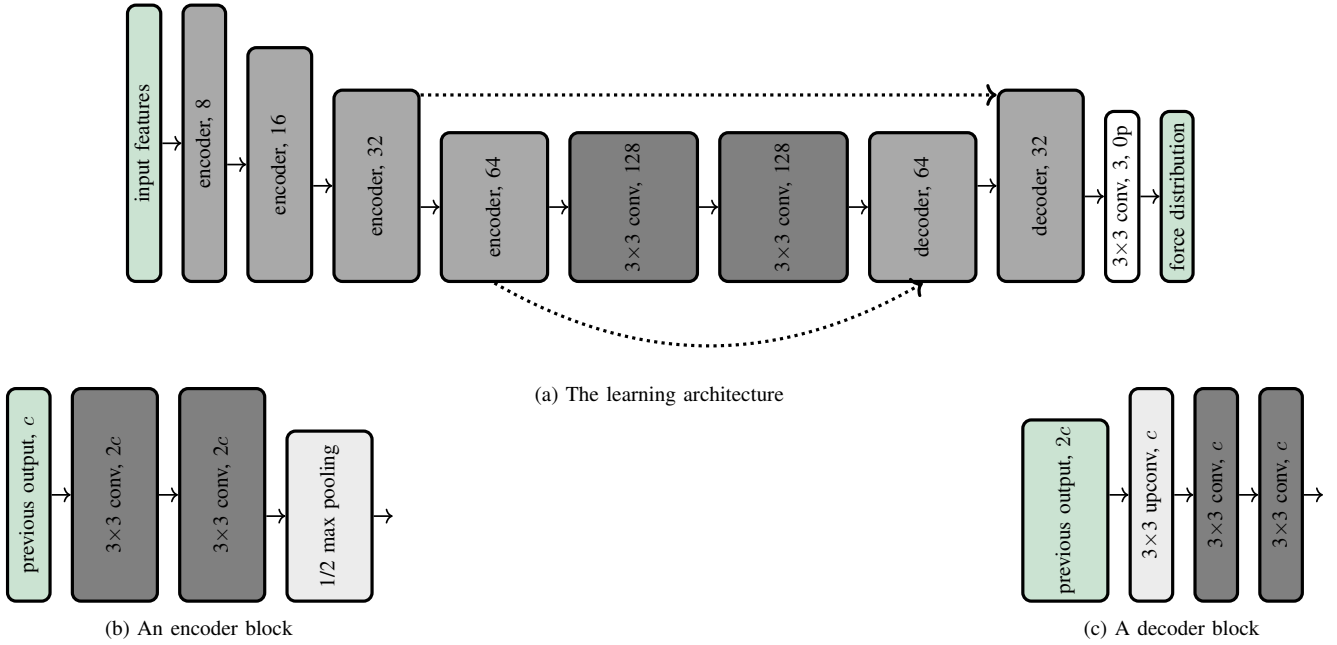 input features
encoder, 8
encoder, 16
encoder, 32
encoder, 64
3×3 conv, 128
3×3 conv, 128
decoder, 64
decoder, 32
3×3 conv, 3, 0p
force distribution
(a) The learning architecture
previous output, c
3×3 conv, 2c
3×3 conv, 2c
1/2 max pooling
(b) An encoder block
previous output, 2c
3×3 upconv, c
3×3 conv, c
3×3 conv, c
(c) A decoder block